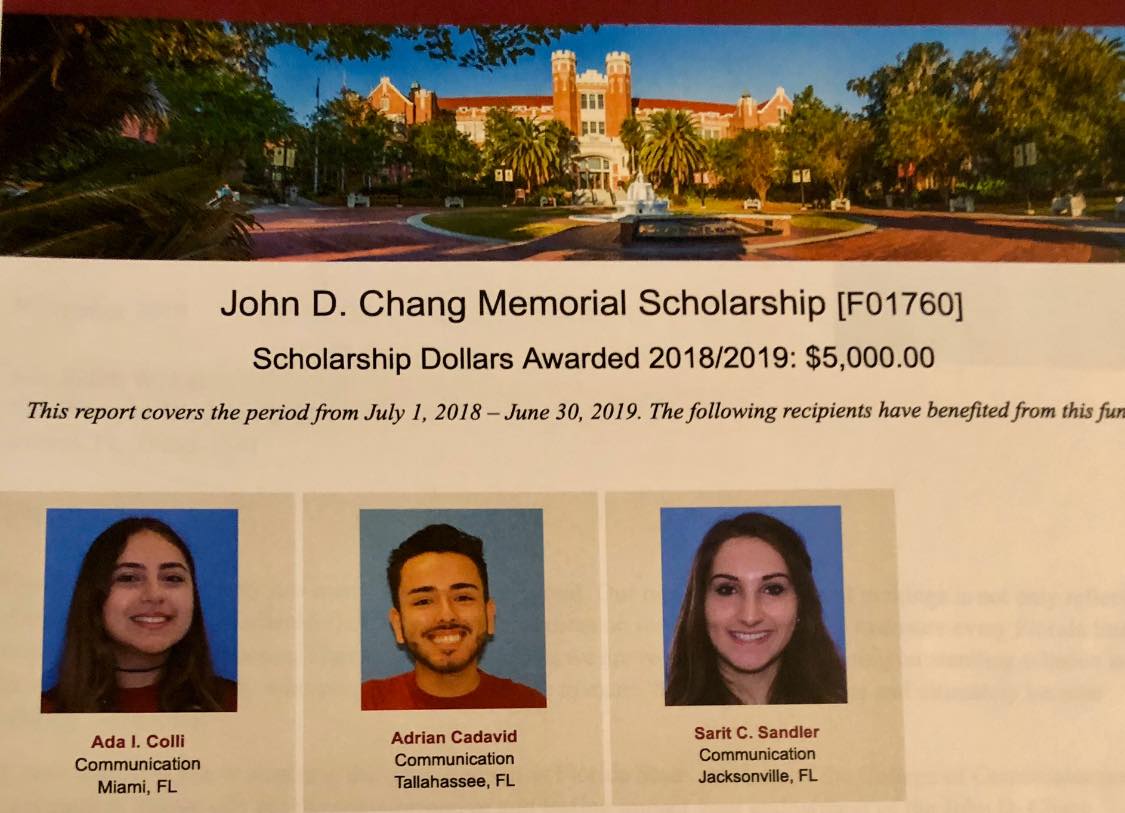 John D. Chang Memorial Scholarship [F01760]
Scholarship Dollars Awarded 2018/2019: $5,000.00
This report covers the period from July 1, 2018 – June 30, 2019. The following recipients have benefited from this
Ada I. Colli
Communication
Miami, FL
Adrian Cadavid
Communication
Tallahassee, FL
Sarit C. Sandler
Communication
Jacksonville, FL